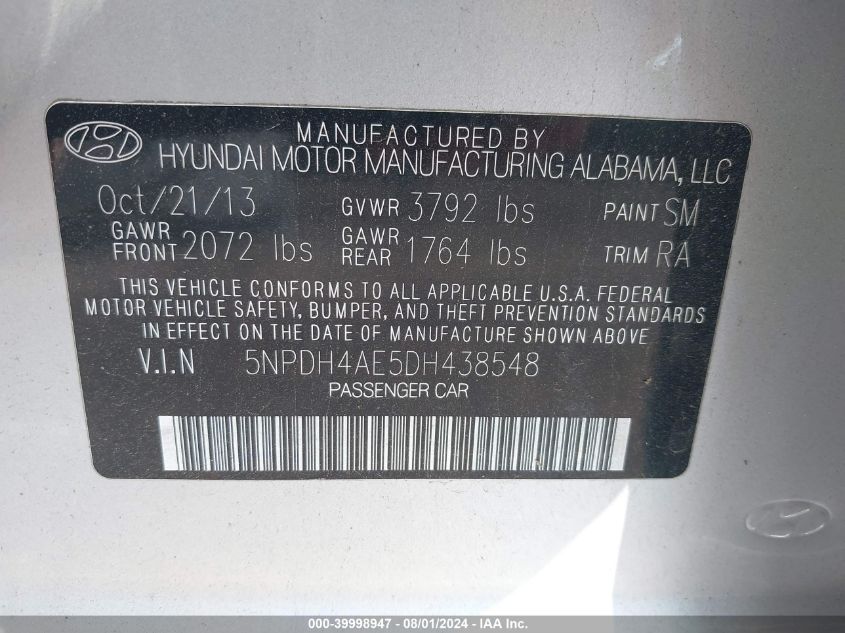 MANUFACTURED BY
HYUNDAI MOTOR MANUFACTURING ALABAMA, LLC
Oct/21/13 GVWR 3792 lbs PAINT SM
GAWR FRONT 2072 lbs GAWR REAR 1764 lbs TRIM RA
THIS VEHICLE CONFORMS TO ALL APPLICABLE U.S.A. FEDERAL
MOTOR VEHICLE SAFETY, BUMPER, AND THEFT PREVENTION STANDARDS
IN EFFECT ON THE DATE OF MANUFACTURE SHOWN ABOVE
V.I.N 5NPDH4AE5DH438548
PASSENGER CAR
000-39998947 - 08/01/2024 - IAA Inc.